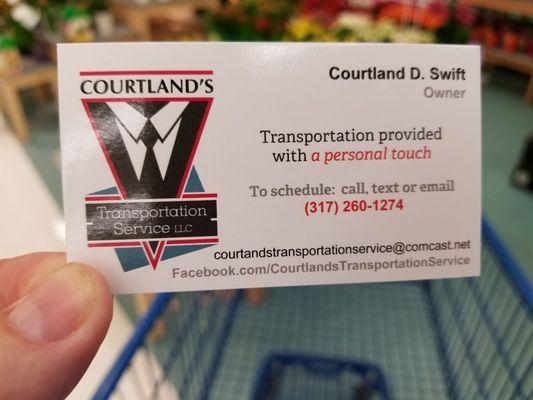 COURTLAND'S
Transportation
Service LLC
Courtland D. Swift
Owner
Transportation provided
with a personal touch
To schedule: call, text or email
(317) 260-1274
courtandstransportationservice@comcast.net
Facebook.com/CourtlandsTransportationService